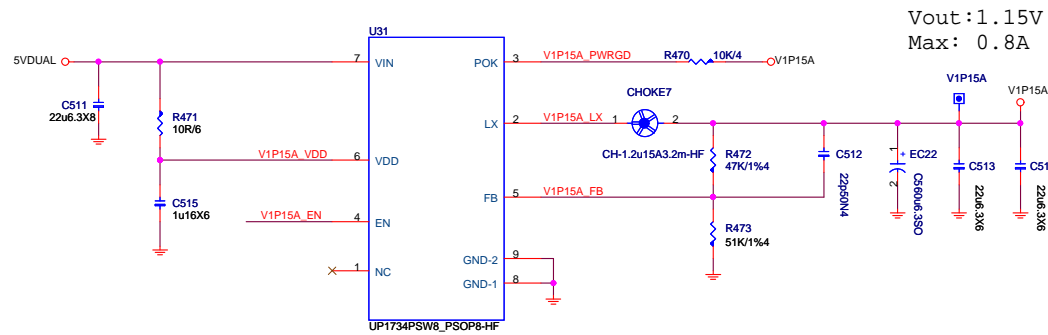 Vout:1.15V
Max: 0.8A
U31
5VDUAL
7
VIN
POK
3
V1P15A_PWRGD
R470
10K/4
V1P15A
C511
22u6.3X8
R471
10R/6
LX
2
V1P15A_LX
1
CHOKE7
2
CH-1.2u15A3.2m-HF
V1P15A
V1P15A
V1P15A_VDD
6
VDD
R472
47K/1%4
C512
22p50N4
1
+
EC22
2
C560u6.3SO
C513
22u6.3X6
C51
22u6.3X6
C515
1u16X6
FB
5
V1P15A_FB
V1P15A_EN
4
EN
R473
51K/1%4
1
NC
GND-2
9
GND-1
8
UP1734PSW8_PSOP8-HF